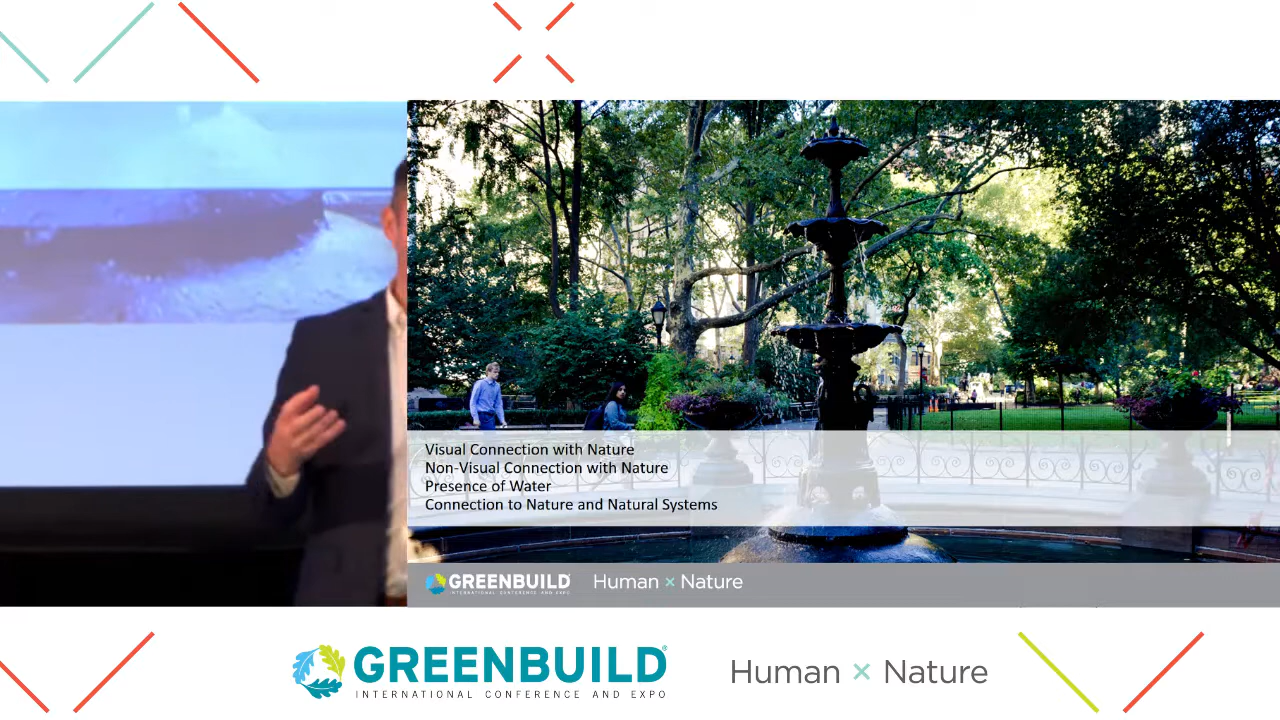 Visual Connection with Nature
Non-Visual Connection with Nature
Presence of Water
Connection to Nature and Natural Systems
GREENBUILD
INTERNATIONAL CONFERENCE AND EXPO
Human × Nature
GREENBUILD®
INTERNATIONAL CONFERENCE AND EXPO
Human × Nature